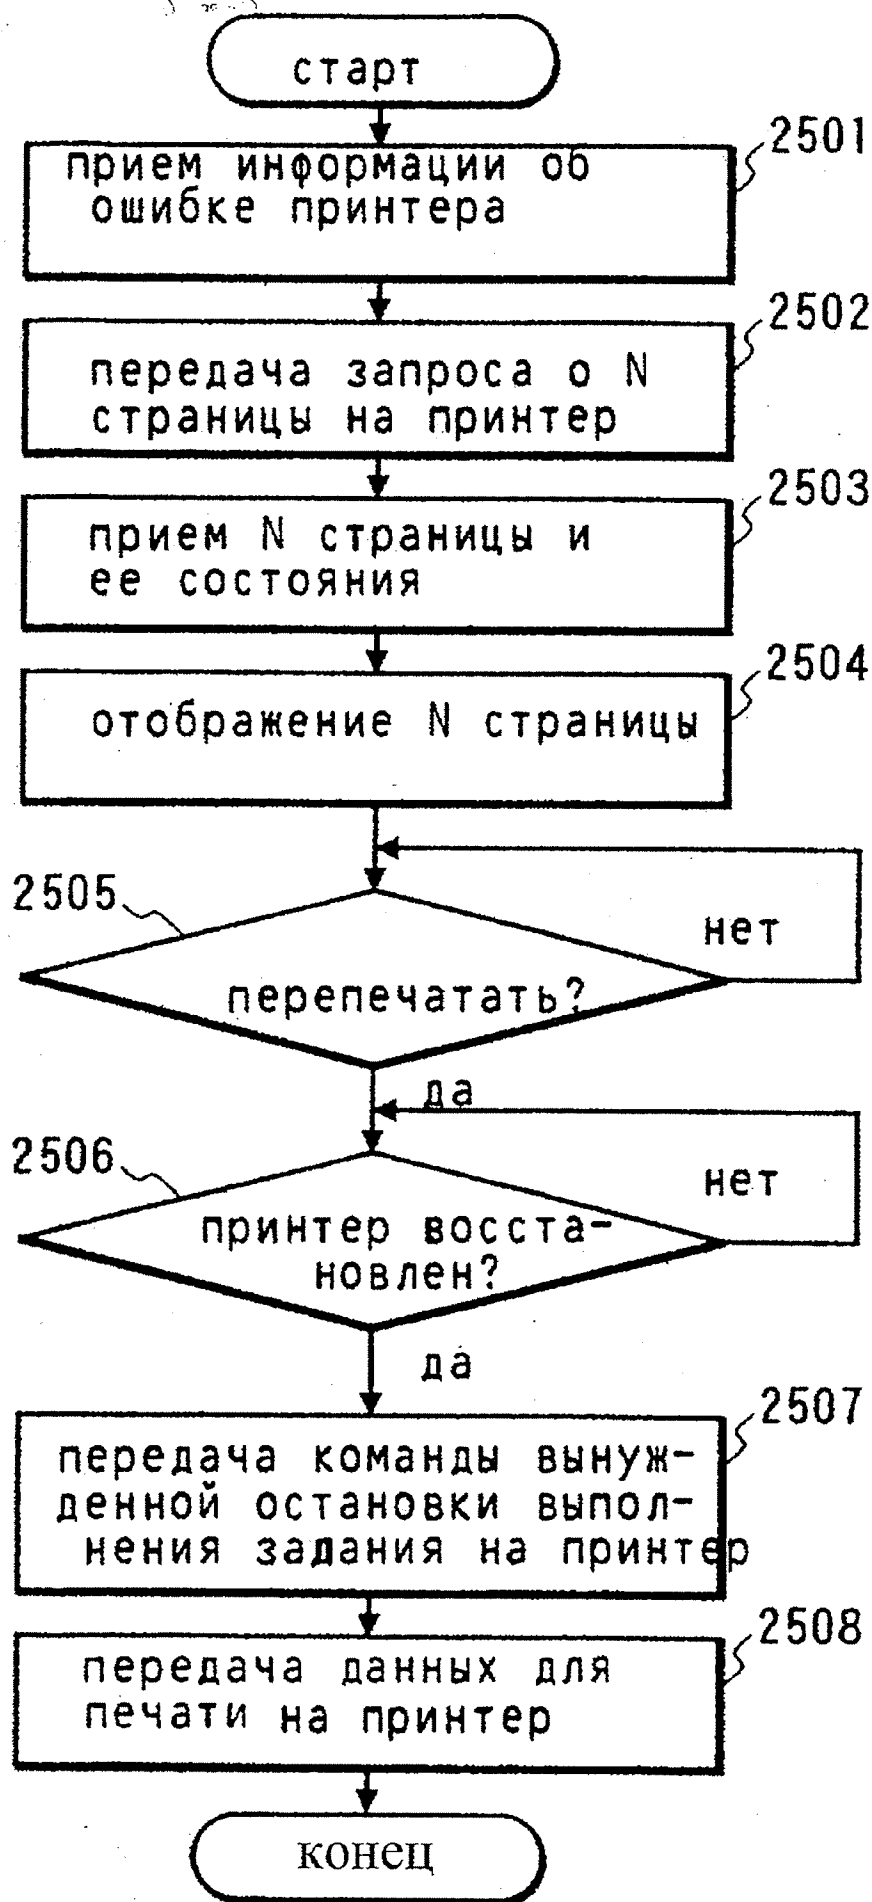 старт
2501
прием информации об
ошибке принтера
2502
передача запроса о N
страницы на принтер
2503
прием N страницы и
ее состояния
2504
отображение N страницы
2505
нет
перепечатать?
да
2506
нет
принтер восста-
новлен?
да
2507
передача команды вынуж-
денной остановки выпол-
нения задания на принтер
2508
передача данных для
печати на принтер
конец